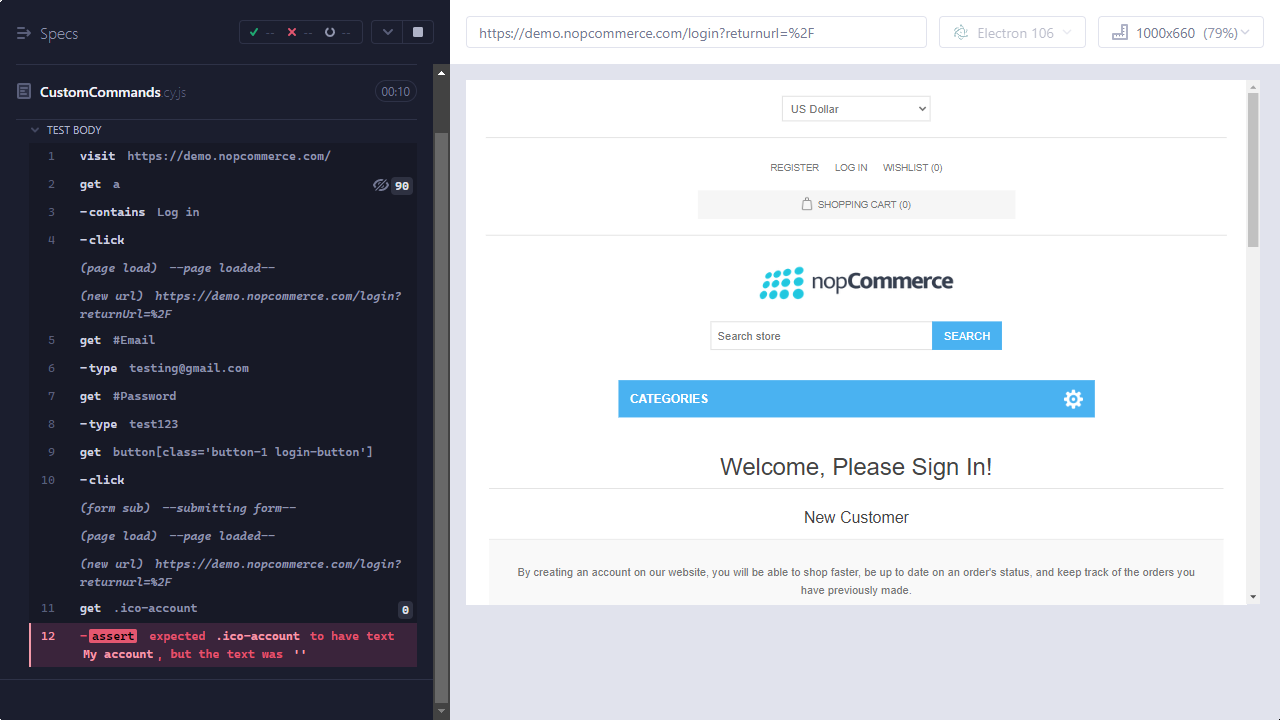 Specs
-- -- --
CustomCommands.cy.js
00:10
TEST BODY
1 visit https://demo.nopcommerce.com/
2 get a 90
3 -contains Log in
4 -click
(page load) --page loaded--
(new url) https://demo.nopcommerce.com/login?
returnUrl=%2F
5 get #Email
6 -type testing@gmail.com
7 get #Password
8 -type test123
9 get button[class='button-1 login-button']
10 -click
(form sub) --submitting form--
(page load) --page loaded--
(new url) https://demo.nopcommerce.com/login?
returnurl=%2F
11 get .ico-account 0
12 -assert expected .ico-account to have text
My account, but the text was ''
https://demo.nopcommerce.com/login?returnurl=%2F
Electron 106
1000x660 (79%)
US Dollar
REGISTER LOG IN WISHLIST (0)
SHOPPING CART (0)
nopCommerce
Search store
SEARCH
CATEGORIES
Welcome, Please Sign In!
New Customer
By creating an account on our website, you will be able to shop faster, be up to date on an order's status, and keep track of the orders you
have previously made.